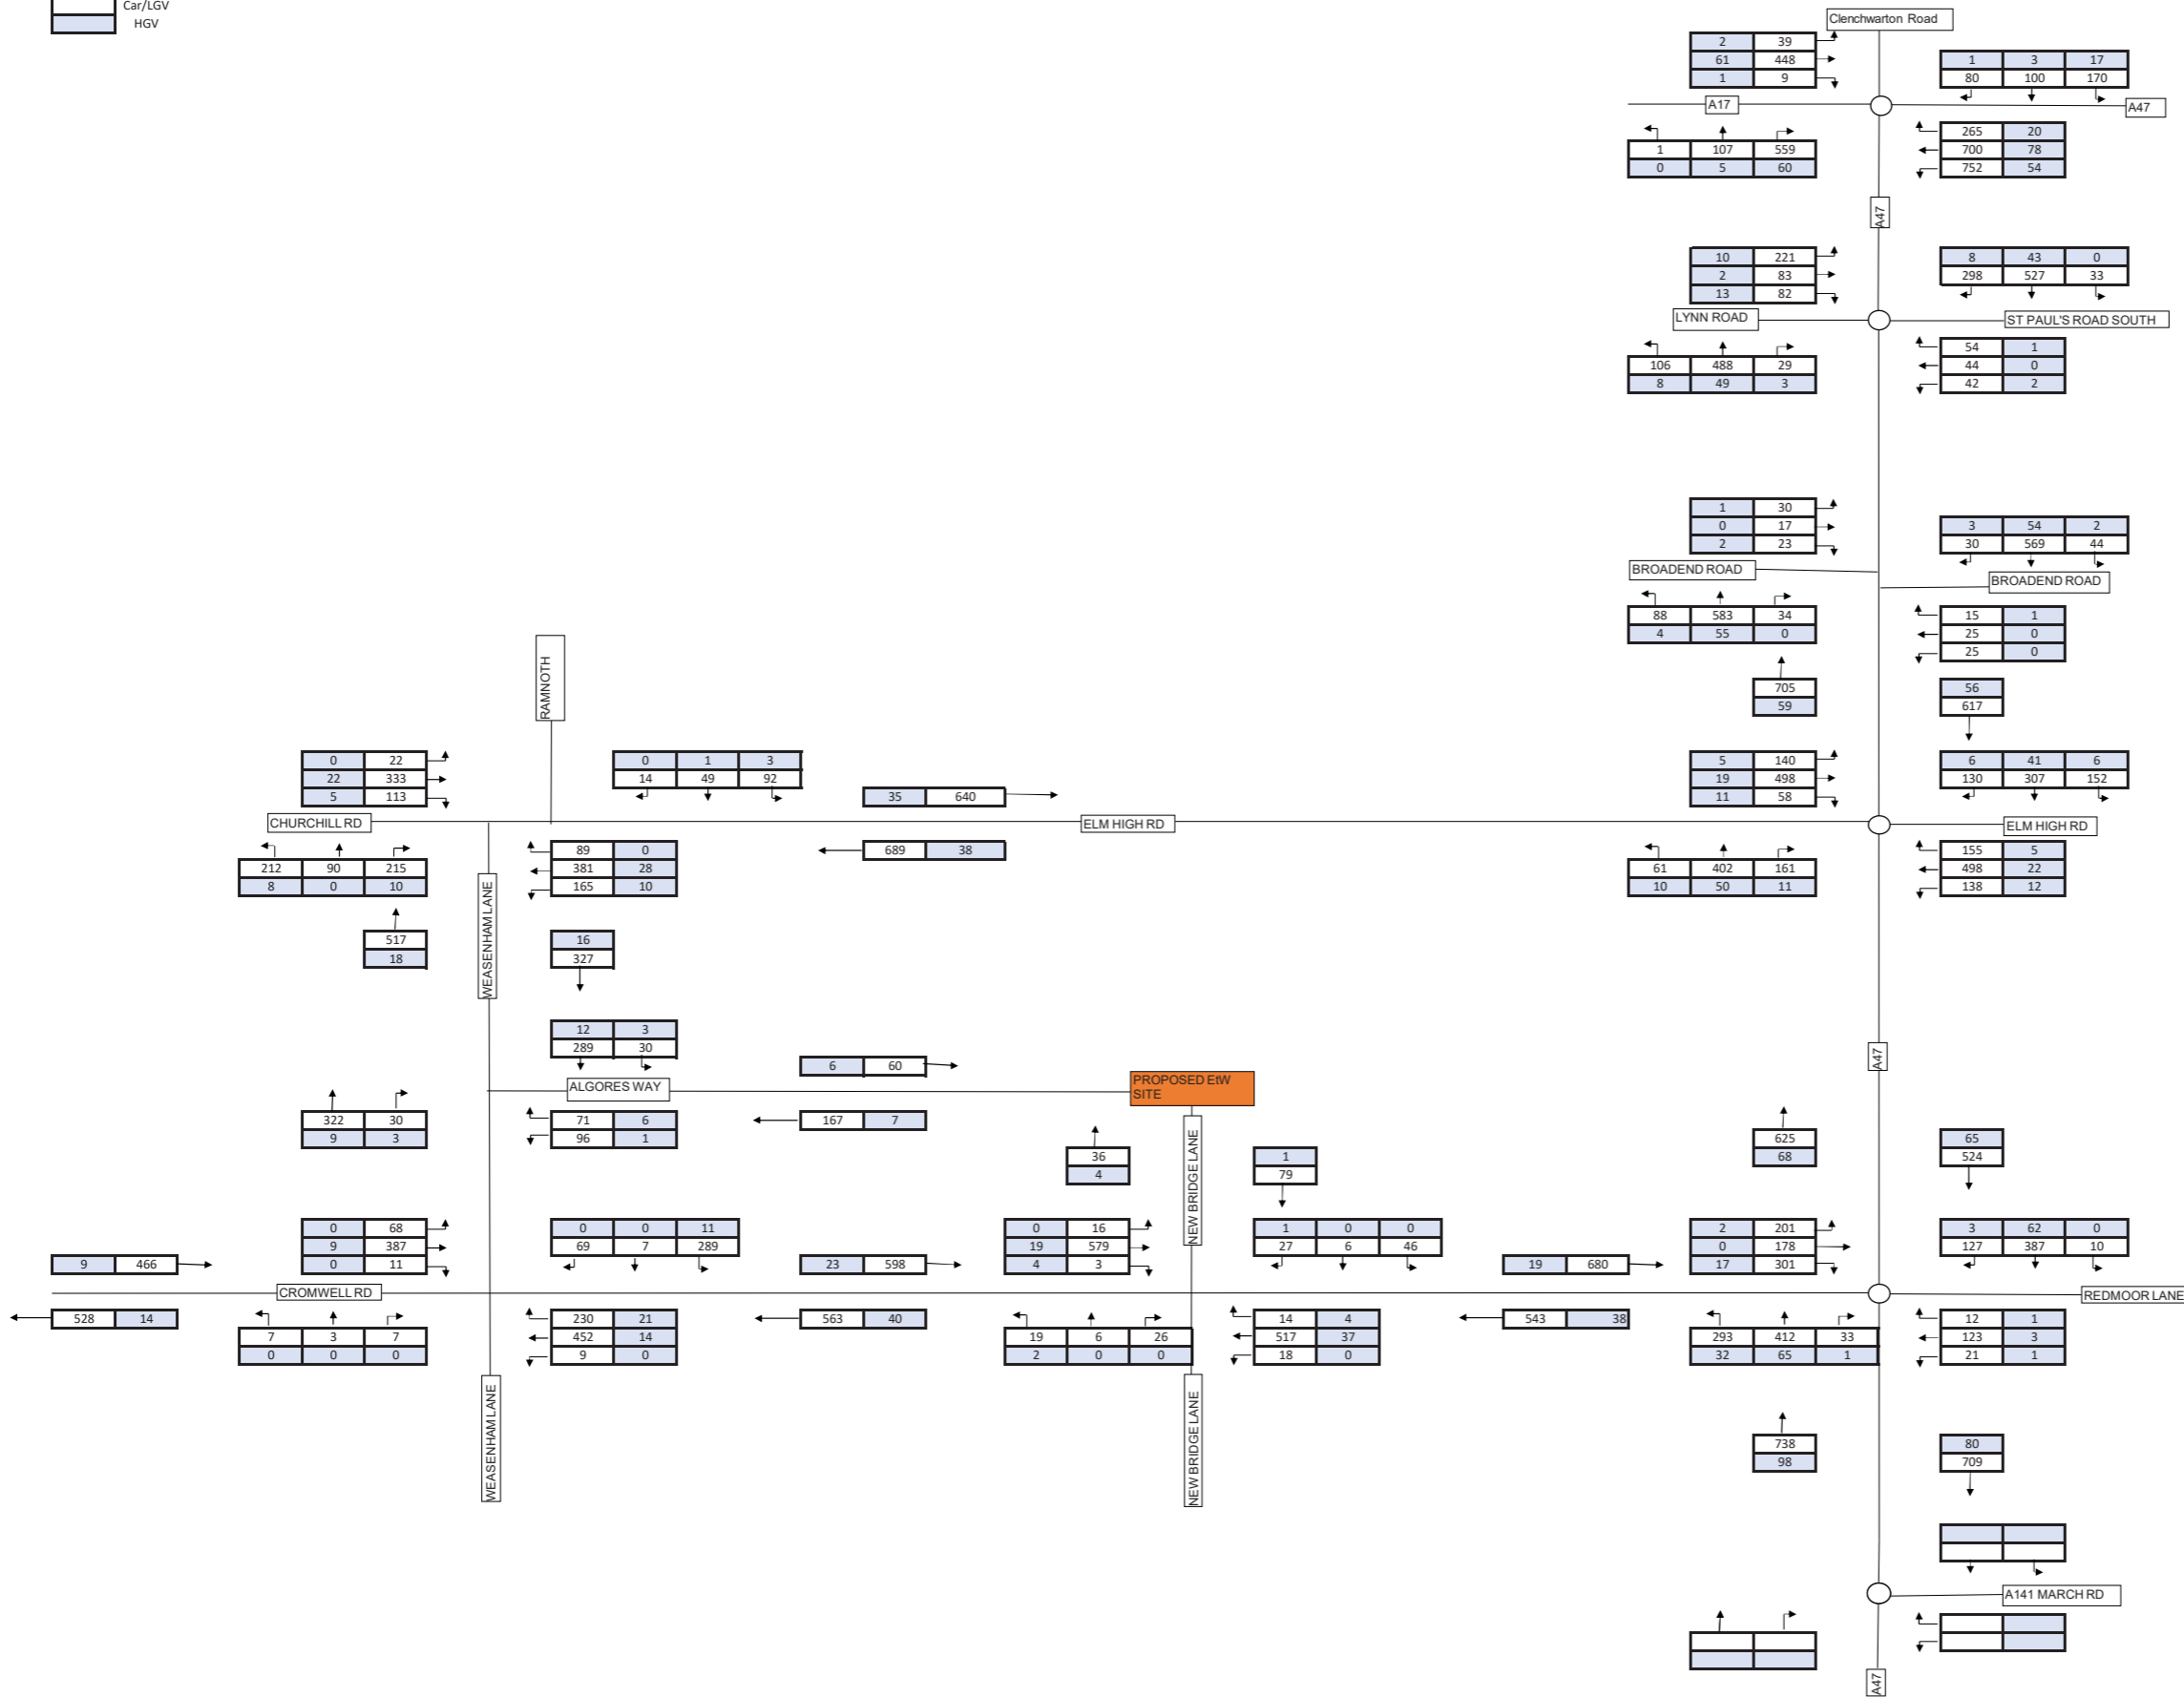 Car/LGV
HGV
Clenchwarton Road
2 39
61 448
1 9
1 3 17
80 100 170
A17
A47
1 107 559
0 5 60
265 20
700 78
752 54
A47
10 221
2 83
13 82
8 43 0
298 527 33
LYNN ROAD
ST PAUL'S ROAD SOUTH
106 488 29
8 49 3
54 1
44 0
42 2
1 30
0 17
2 23
3 54 2
30 569 44
BROADEND ROAD
BROADEND ROAD
88 583 34
4 55 0
15 1
25 0
25 0
705
59
56
617
RAMNOTH
0 22
22 333
5 113
0 1 3
14 49 92
35 640
5 140
19 498
11 58
6 41 6
130 307 152
CHURCHILL RD
ELM HIGH RD
ELM HIGH RD
212 90 215
8 0 10
89 0
381 28
165 10
689 38
61 402 161
10 50 11
155 5
498 22
138 12
WEASENHAM LANE
517
18
16
327
12 3
289 30
6 60
A47
ALGORES WAY
PROPOSED EtW
SITE
322 30
9 3
71 6
96 1
167 7
36
4
NEW BRIDGE LANE
1
79
625
68
65
524
9 466
0 68
9 387
0 11
0 0 11
69 7 289
23 598
0 16
19 579
4 3
1 0 0
27 6 46
19 680
2 201
0 178
17 301
3 62 0
127 387 10
CROMWELL RD
REDMOOR LANE
528 14
7 3 7
0 0 0
230 21
452 14
9 0
563 40
19 6 26
2 0 0
14 4
517 37
18 0
543 38
293 412 33
32 65 1
12 1
123 3
21 1
WEASENHAM LANE
NEW BRIDGE LANE
738
98
80
709
A141 MARCH RD
A47